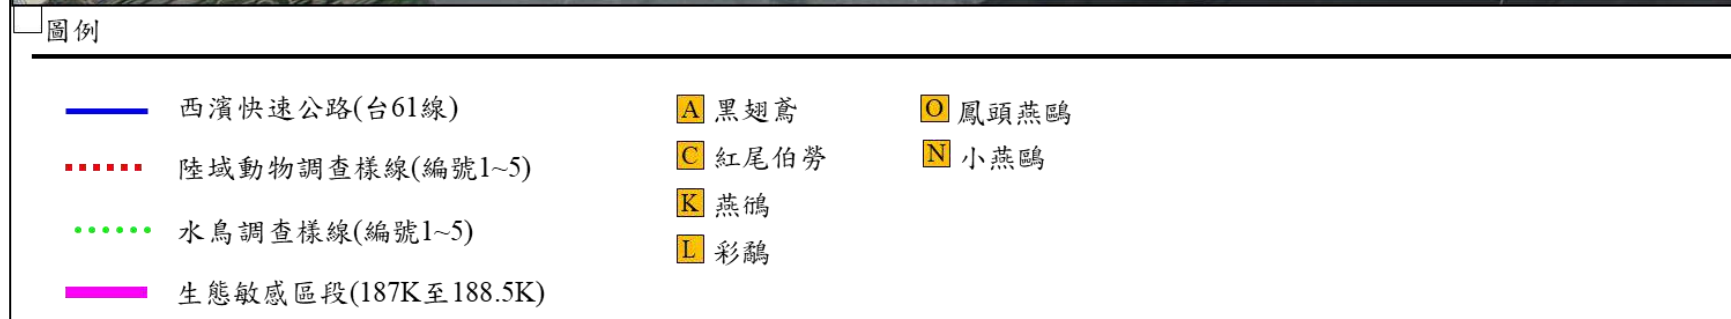 圖例
西濱快速公路(台61線)
陸域動物調查樣線(編號1~5)
水鳥調查樣線(編號1~5)
生態敏感區段(187K至188.5K)
A 黑翅鳶
C 紅尾伯勞
K 燕鴴
L 彩鷸
O 鳳頭燕鷗
N 小燕鷗